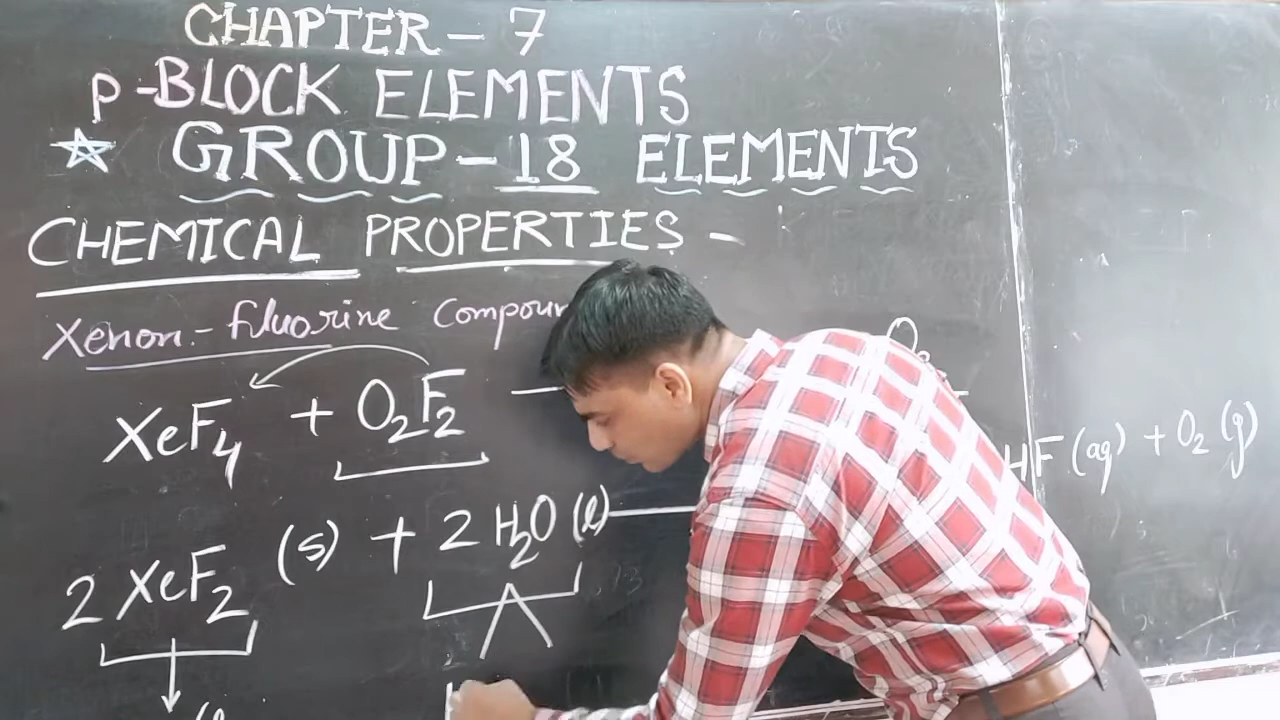 CHAPTER - 7
p-BLOCK ELEMENTS
☆ GROUP-18 ELEMENTS
CHEMICAL PROPERTIES -
Xenon-fluorine
XeF₄ + O₂F₂ O₂
2 XeF₂ (s) + 2 H₂O (l) HF (aq) + O₂ (g)